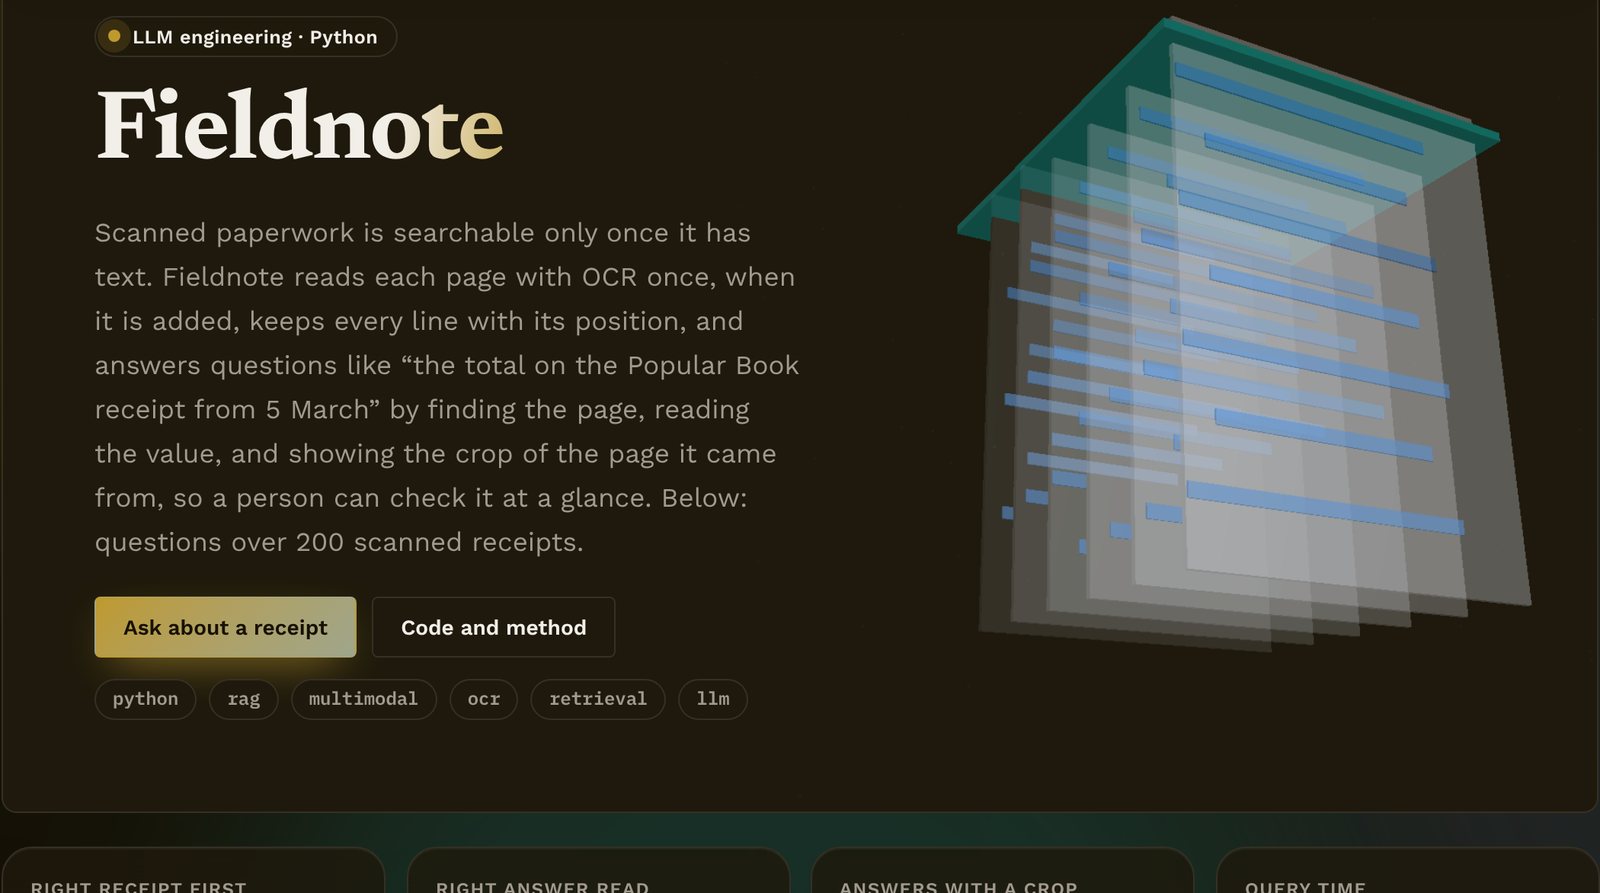 LLM engineering · Python
Fieldnote
Scanned paperwork is searchable only once it has
text. Fieldnote reads each page with OCR once, when
it is added, keeps every line with its position, and
answers questions like “the total on the Popular Book
receipt from 5 March” by finding the page, reading
the value, and showing the crop of the page it came
from, so a person can check it at a glance. Below:
questions over 200 scanned receipts.
Ask about a receipt
Code and method
python
rag
multimodal
ocr
retrieval
llm
RIGHT RECEIPT FIRST
RIGHT ANSWER READ
ANSWERS WITH A CROP
QUERY TIME